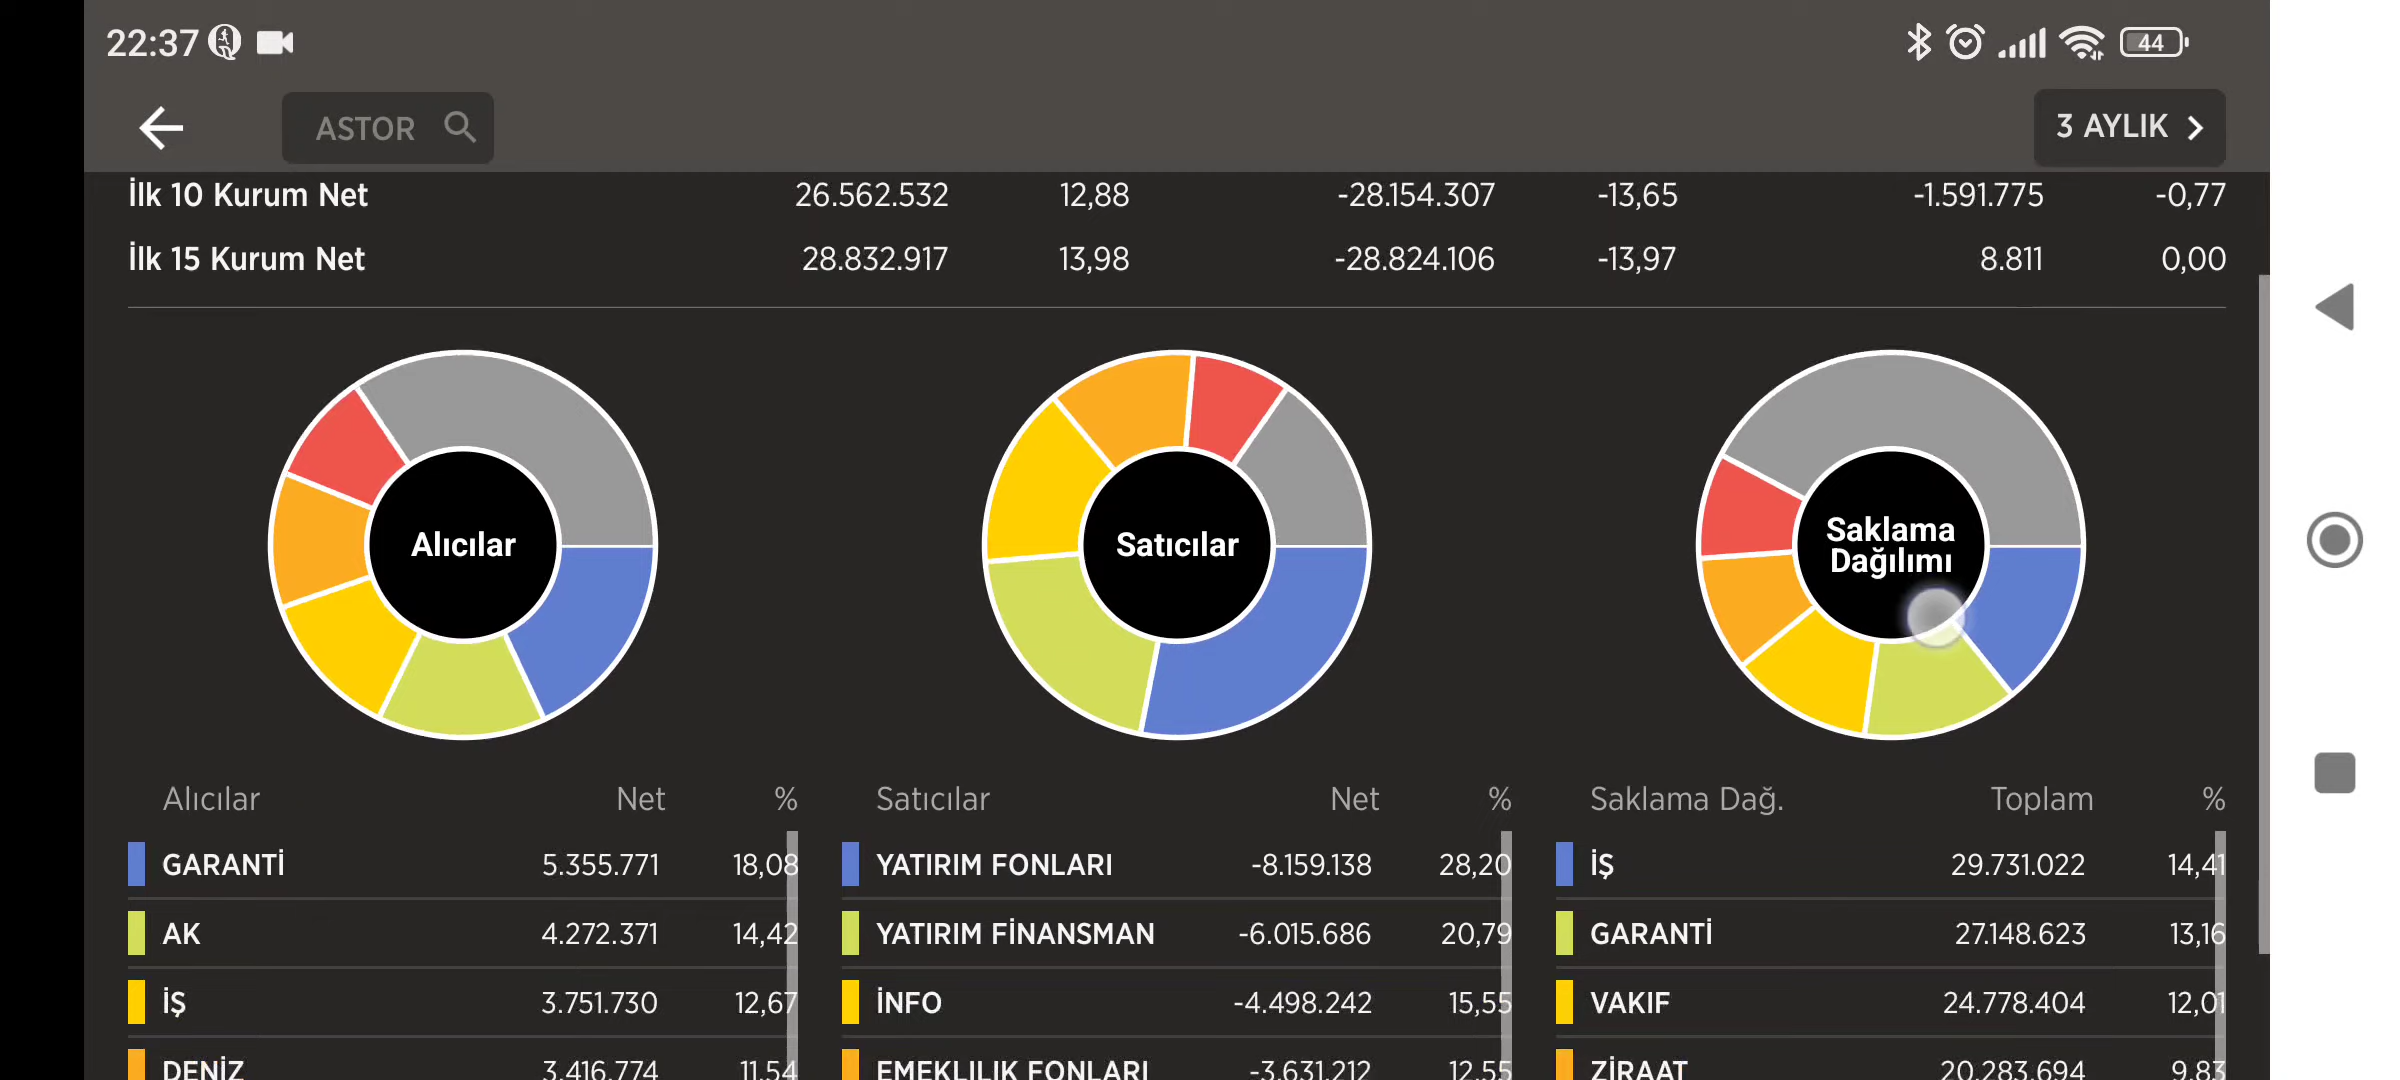 22:37 44
ASTOR 3 AYLIK
İlk 10 Kurum Net 26.562.532 12,88 -28.154.307 -13,65 -1.591.775 -0,77
İlk 15 Kurum Net 28.832.917 13,98 -28.824.106 -13,97 8.811 0,00
Alıcılar Satıcılar Saklama
Dağılımı
Alıcılar Net % Satıcılar Net % Saklama Dağ. Toplam %
GARANTİ 5.355.771 18,08 YATIRIM FONLARI -8.159.138 28,20 İŞ 29.731.022 14,41
AK 4.272.371 14,42 YATIRIM FİNANSMAN -6.015.686 20,79 GARANTİ 27.148.623 13,16
İŞ 3.751.730 12,67 İNFO -4.498.242 15,55 VAKIF 24.778.404 12,01
DENİZ 3.416.774 11,54 EMEKLILIK FONLARI -3.631.212 12,55 ZİRAAT 20.283.694 9,83